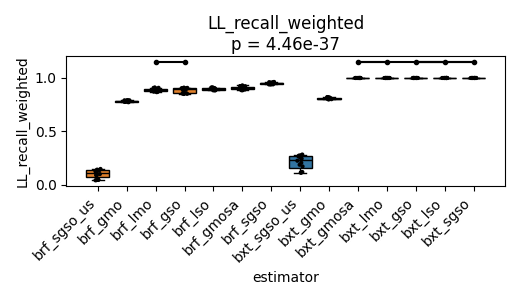 LL_recall_weighted
p = 4.46e-37
LL_recall_weighted
1.0
0.5
0.0
brf_sgso_us
brf_gmo
brf_lmo
brf_gso
brf_lso
brf_gmosa
brf_sgso
bxt_sgso_us
bxt_gmo
bxt_gmosa
bxt_lmo
bxt_gso
bxt_lso
bxt_sgso
estimator